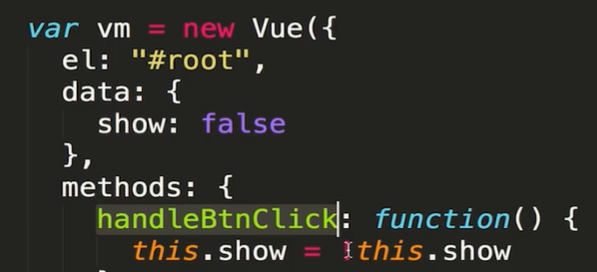 var vm = new Vue({
  el: "#root",
  data: {
    show: false
  },
  methods: {
    handleBtnClick: function() {
      this.show = !this.show